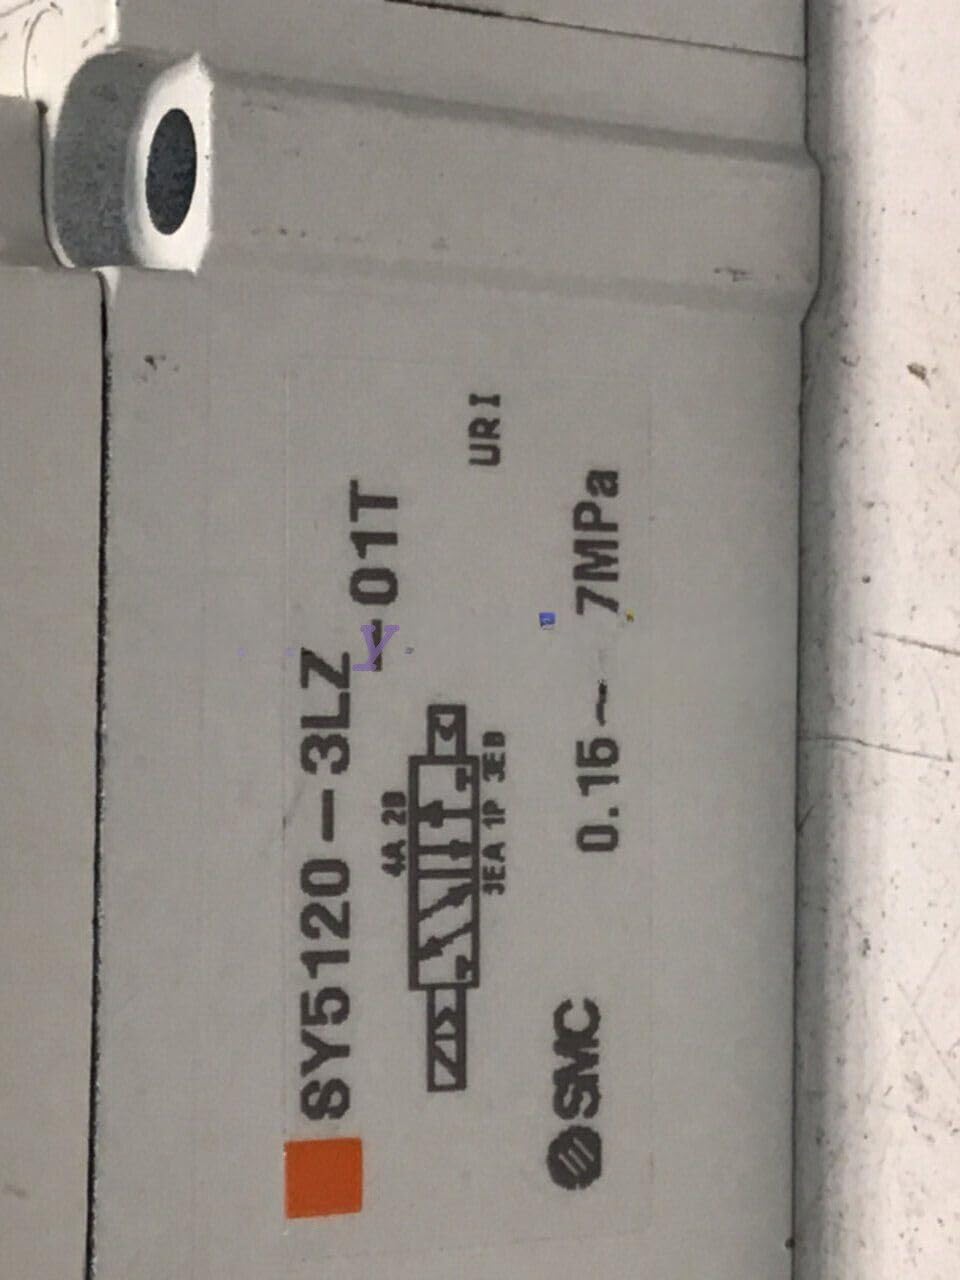 SY5120-3LZ
-01T
4A 2B
URI
3EA 1P 3EB
SMC 0.15~ 7MPa